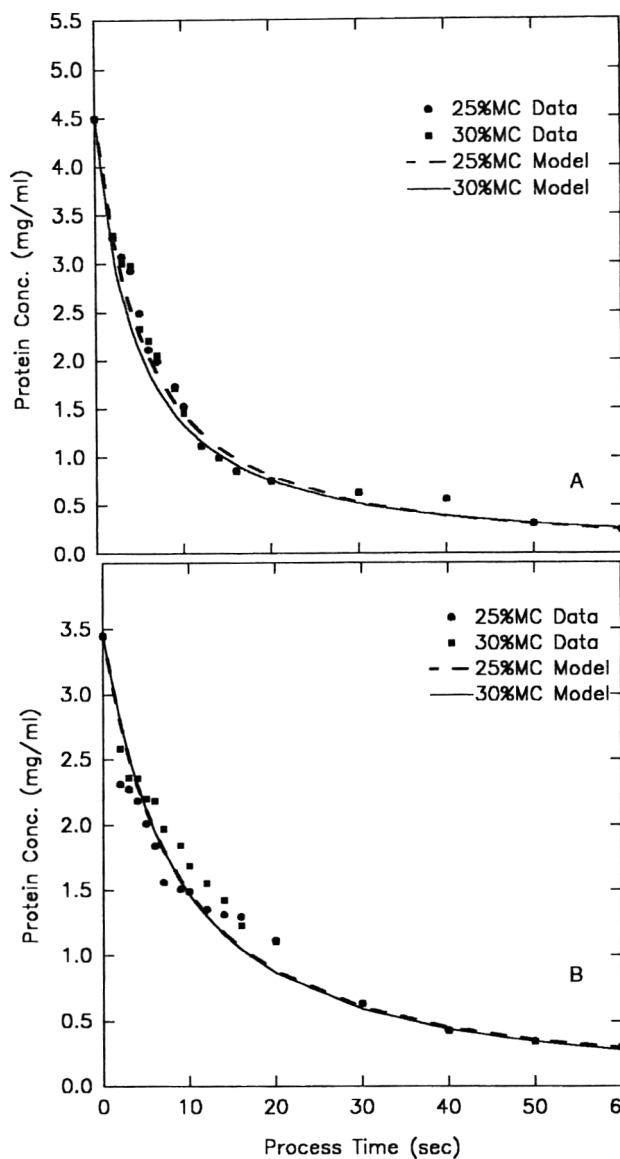 5.5
5.0
4.5
4.0
3.5
3.0
2.5
2.0
1.5
1.0
0.5
0.0
Protein Conc. (mg/ml)
25%MC Data
30%MC Data
25%MC Model
30%MC Model
A
3.5
3.0
2.5
2.0
1.5
1.0
0.5
0.0
Protein Conc. (mg/ml)
25%MC Data
30%MC Data
25%MC Model
30%MC Model
B
0 10 20 30 40 50 60
Process Time (sec)